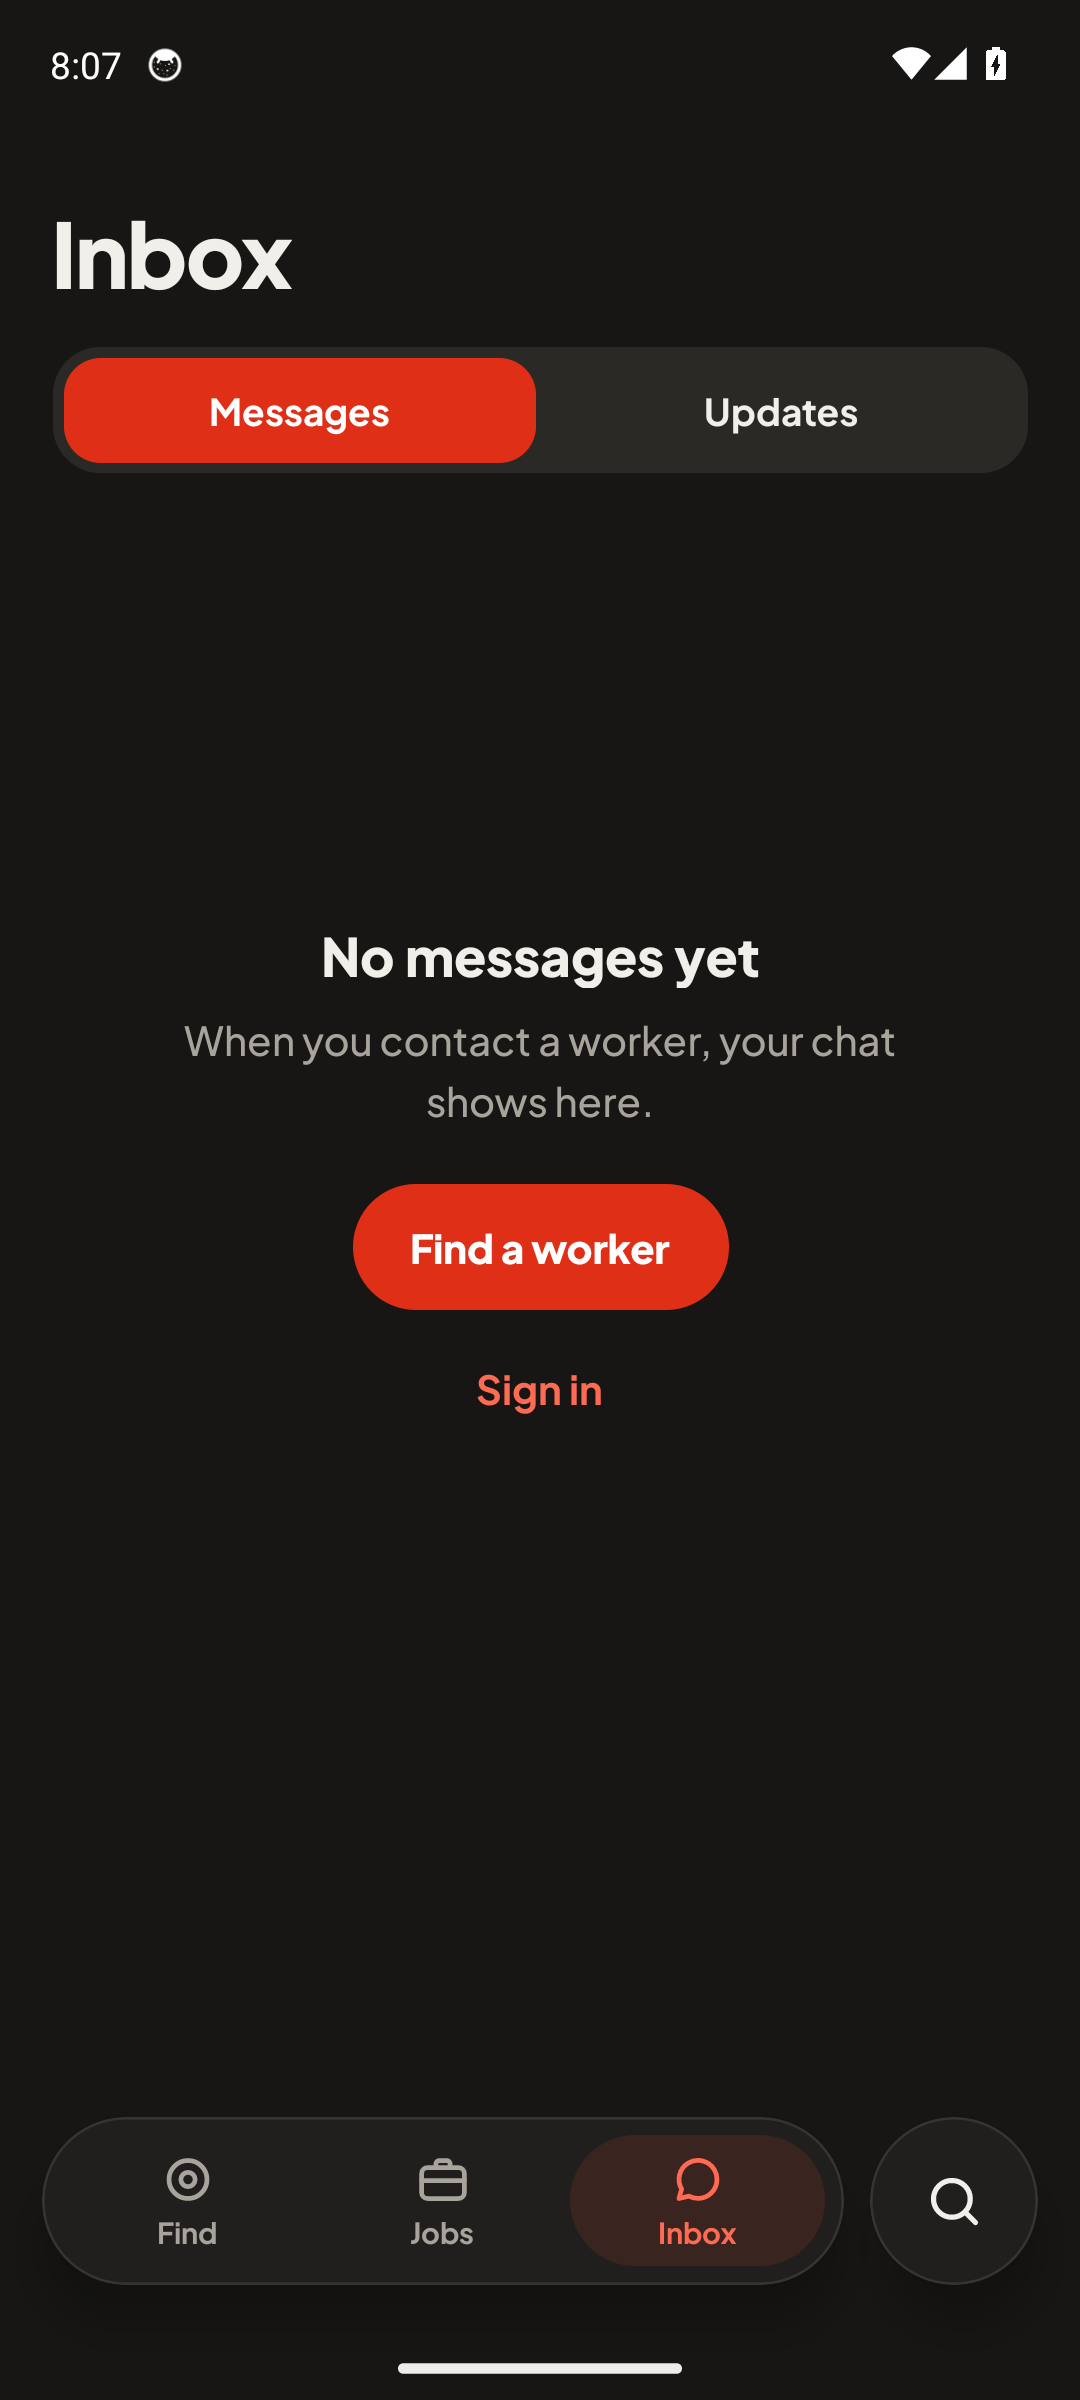 8:07
Inbox
Messages
Updates
No messages yet
When you contact a worker, your chat
shows here.
Find a worker
Sign in
Find
Jobs
Inbox